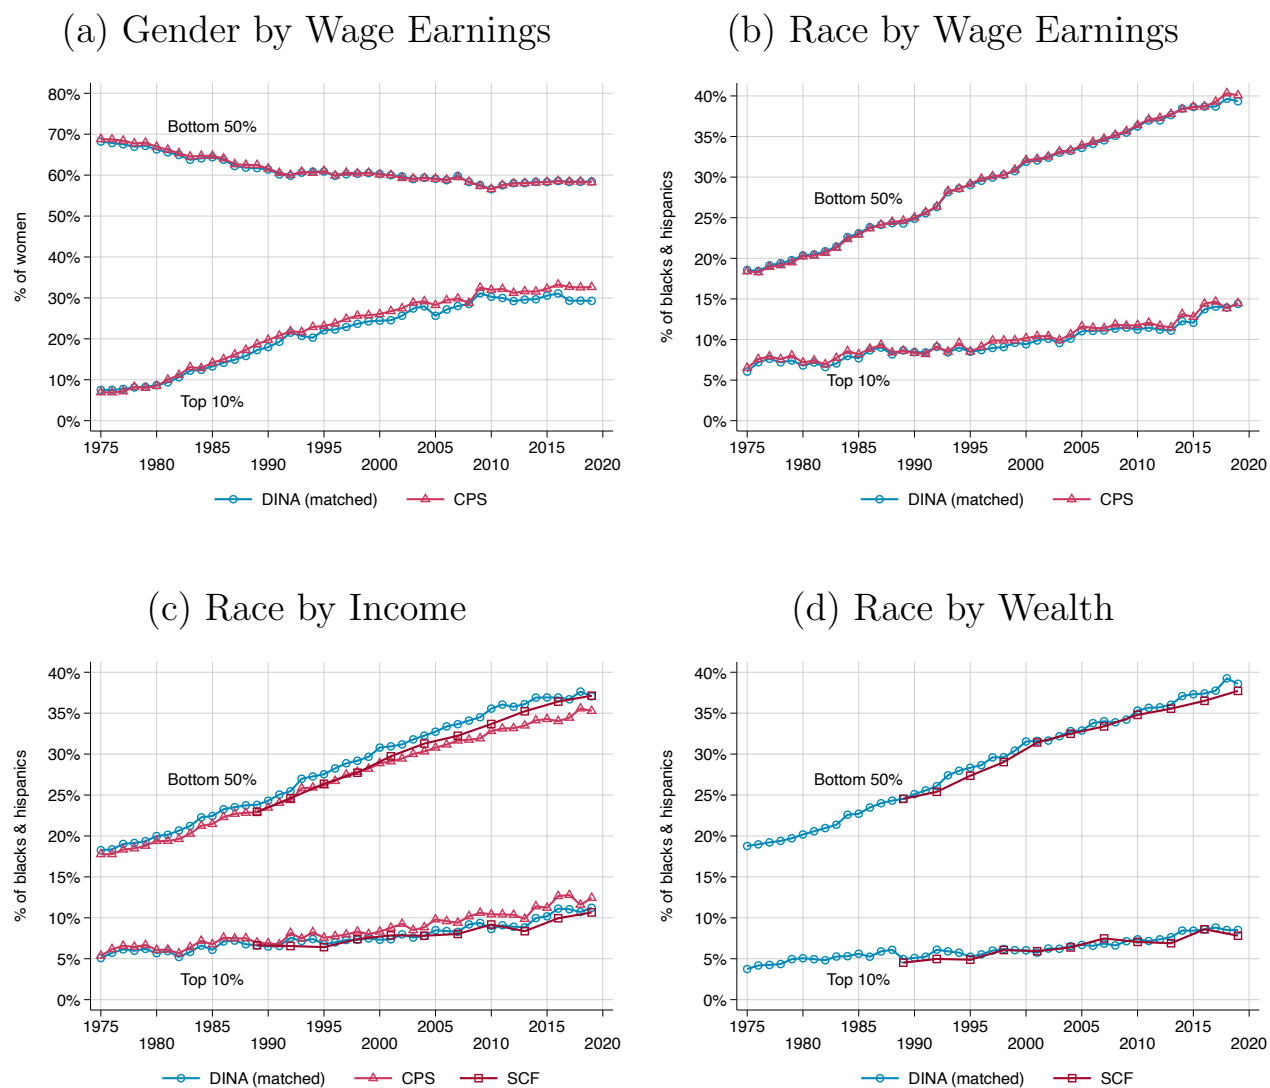 (a) Gender by Wage Earnings
% of women
80%
70%
60%
50%
40%
30%
20%
10%
0%
Bottom 50%
Top 10%
1975 1985 1995 2005 2015
1980 1990 2000 2010 2020
DINA (matched) CPS
(b) Race by Wage Earnings
% of blacks & hispanics
40%
35%
30%
25%
20%
15%
10%
5%
0%
Bottom 50%
Top 10%
1975 1985 1995 2005 2015
1980 1990 2000 2010 2020
DINA (matched) CPS
(c) Race by Income
% of blacks & hispanics
40%
35%
30%
25%
20%
15%
10%
5%
0%
Bottom 50%
Top 10%
1975 1985 1995 2005 2015
1980 1990 2000 2010 2020
DINA (matched) CPS SCF
(d) Race by Wealth
% of blacks & hispanics
40%
35%
30%
25%
20%
15%
10%
5%
0%
Bottom 50%
Top 10%
1975 1985 1995 2005 2015
1980 1990 2000 2010 2020
DINA (matched) SCF